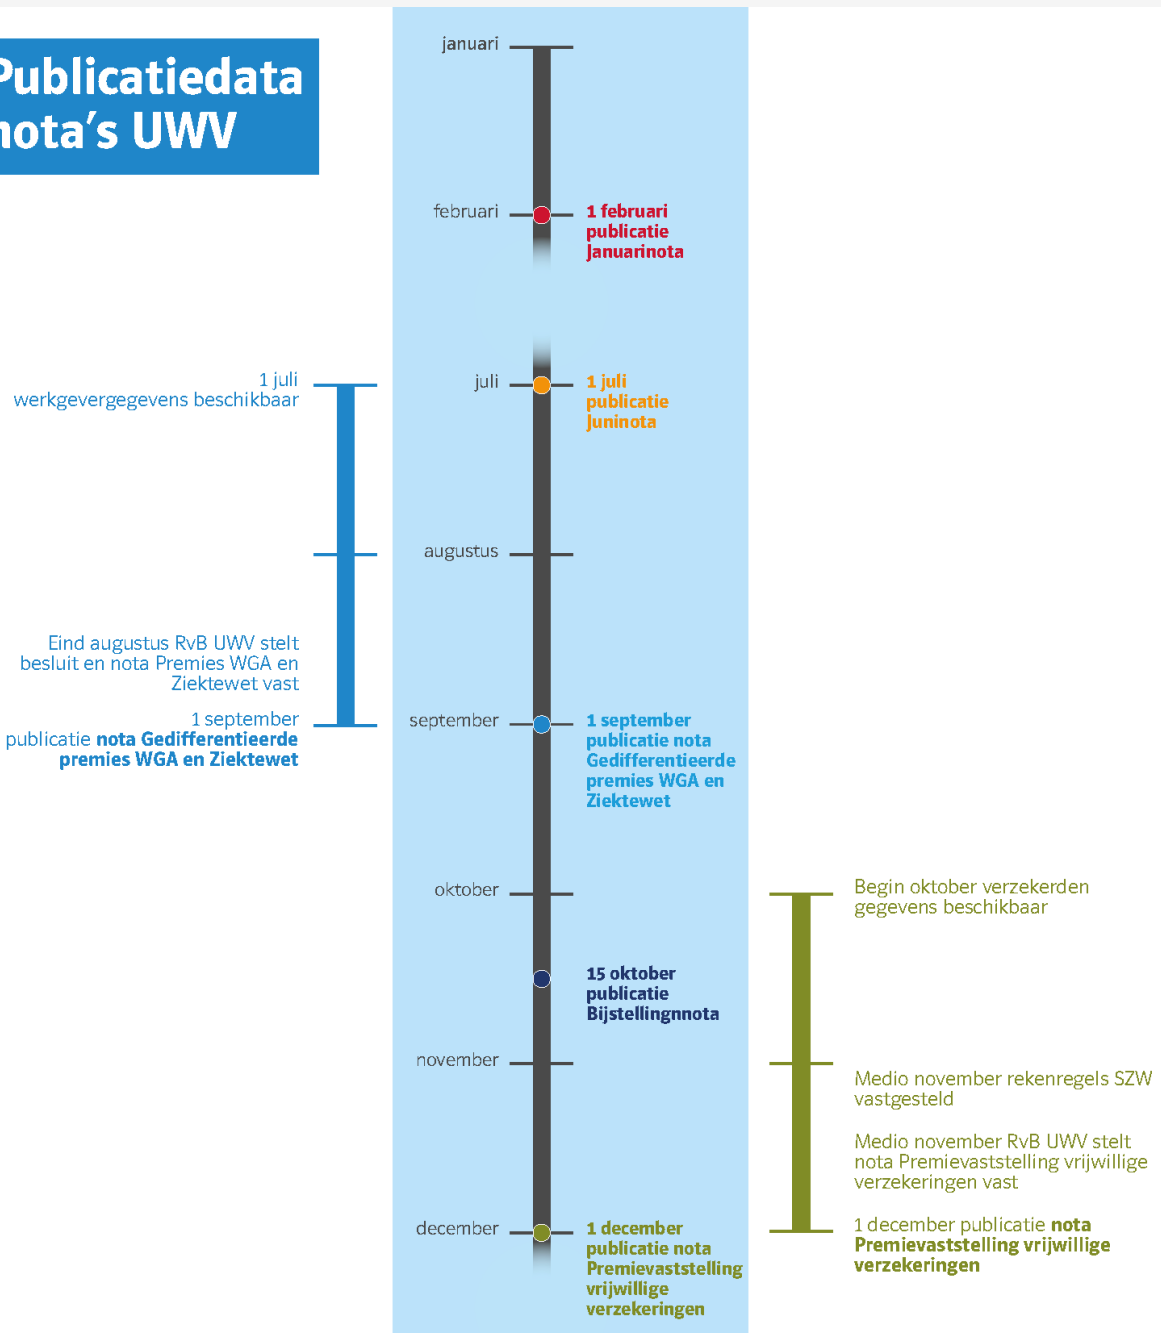 Publicatiedata
nota's UWV
januari
februari
1 februari
publicatie
Januarinota
1 juli
werkgevergegevens beschikbaar
juli
1 juli
publicatie
Juninota
augustus
Eind augustus RvB UWV stelt
besluit en nota Premies WGA en
Ziektewet vast
1 september
publicatie nota Gedifferentieerde
premies WGA en Ziektewet
september
1 september
publicatie nota
Gedifferentieerde
premies WGA en
Ziektewet
oktober
Begin oktober verzekerden
gegevens beschikbaar
15 oktober
publicatie
Bijstellingnnota
november
Medio november rekenregels SZW
vastgesteld
Medio november RvB UWV stelt
nota Premievaststelling vrijwillige
verzekeringen vast
december
1 december
publicatie nota
Premievaststelling
vrijwillige
verzekeringen
1 december publicatie nota
Premievaststelling vrijwillige
verzekeringen